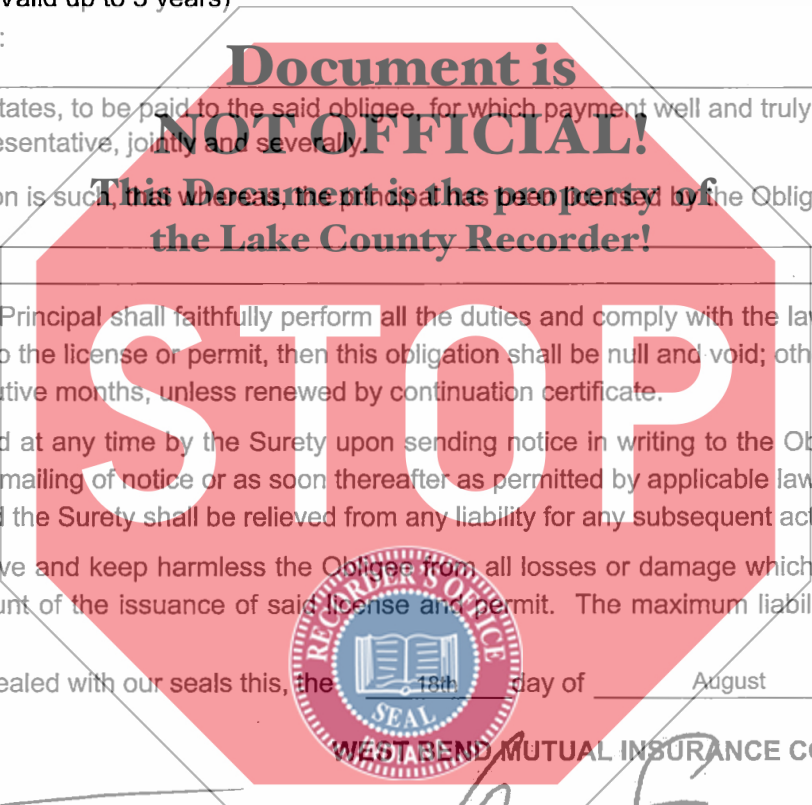 valid up to 5 years)
:
Document is
tates, to be paid to the said obligee, for which payment well and truly
NOT OFFICIAL!
esentative, jointly and severally.
This Document is the property of
on is such, that whereas, the principal has been licensed by the Oblig
the Lake County Recorder!
STOP
Principal shall faithfully perform all the duties and comply with the la
o the license or permit, then this obligation shall be null and void; oth
utive months, unless renewed by continuation certificate.
d at any time by the Surety upon sending notice in writing to the Ob
mailing of notice or as soon thereafter as permitted by applicable law
d the Surety shall be relieved from any liability for any subsequent act
ve and keep harmless the Obligee from all losses or damage which
unt of the issuance of said license and permit. The maximum liabil
RECORDER'S OFFICE
SEAL
ealed with our seals this, the 18th day of August
WEST BEND MUTUAL INSURANCE CO